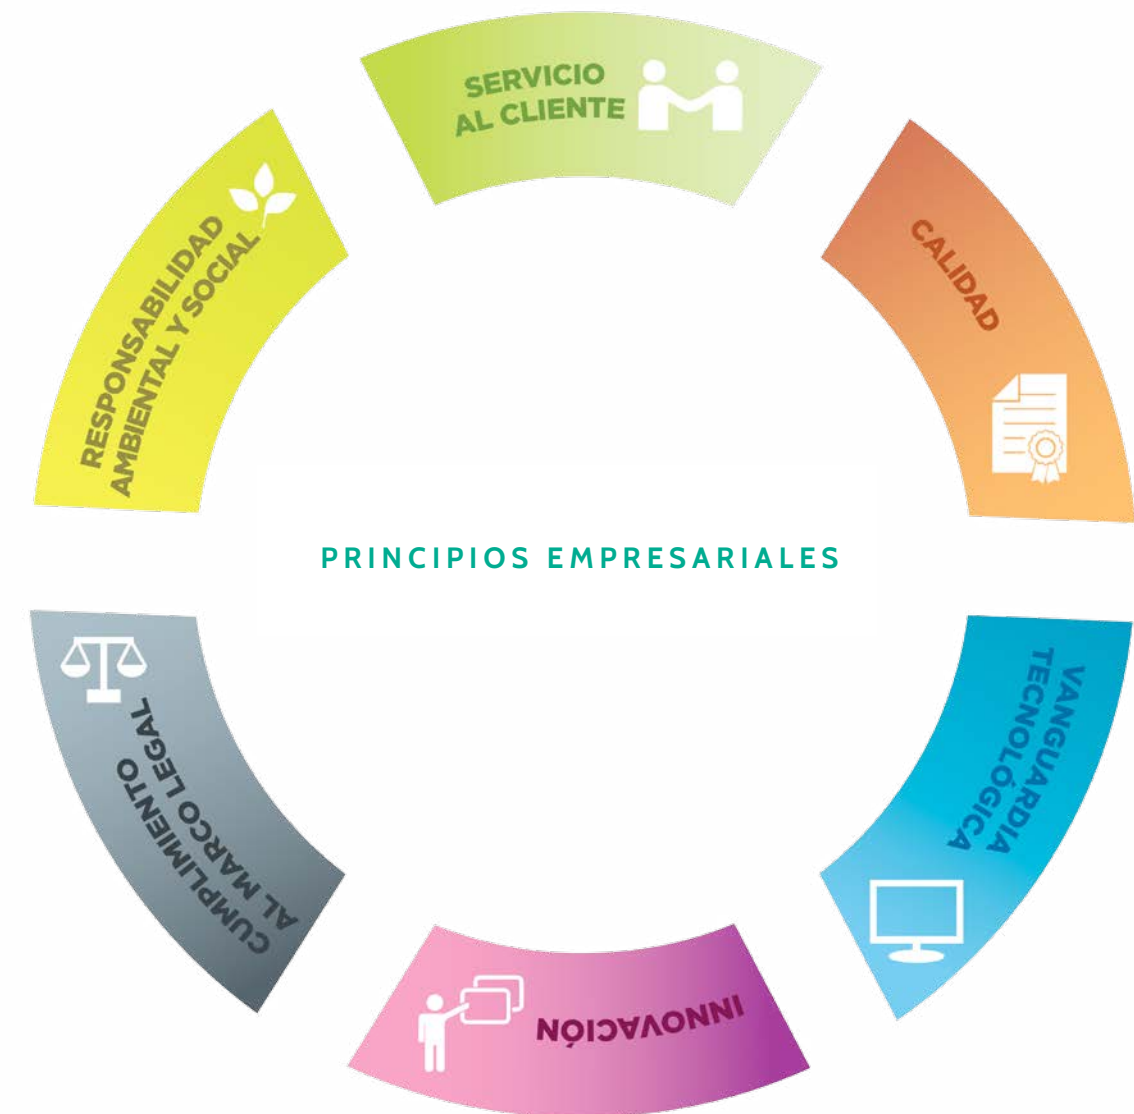 SERVICIO
AL CLIENTE
CALIDAD
VANGUARDIA
TECNOLÓGICA
INNOVACIÓN
CUMPLIMIENTO
AL MARCO LEGAL
RESPONSABILIDAD
AMBIENTAL Y SOCIAL
PRINCIPIOS EMPRESARIALES